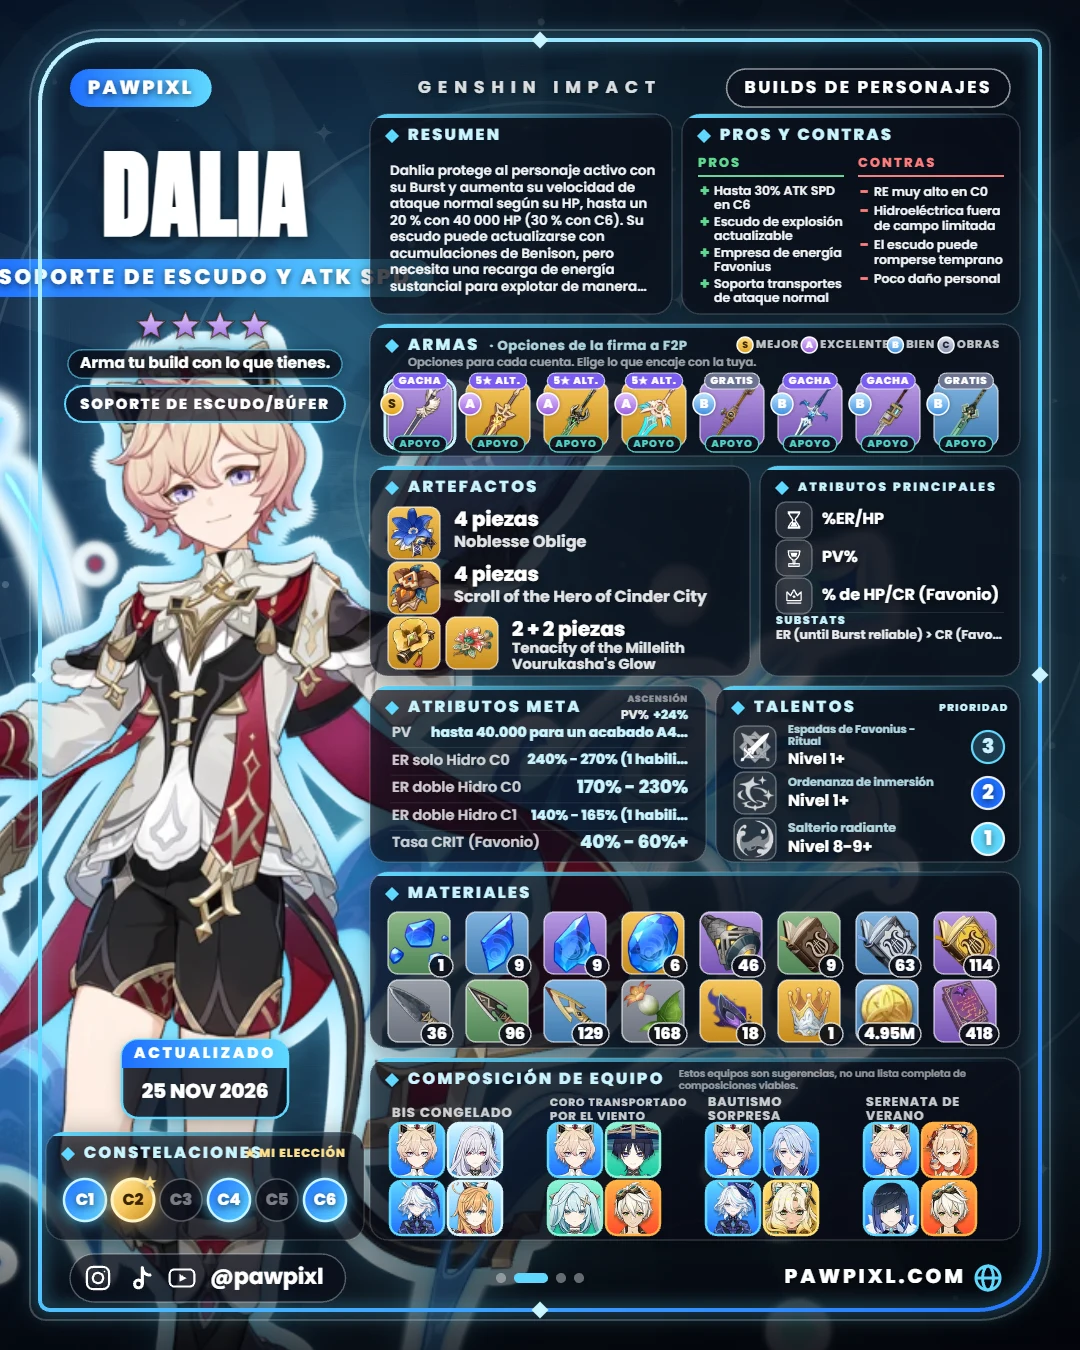 PAWPIXL
GENSHIN IMPACT
BUILDS DE PERSONAJES
DALIA
SOPORTE DE ESCUDO Y ATK SPD
Arma tu build con lo que tienes.
SOPORTE DE ESCUDO/BÚFER
RESUMEN
Dahlia protege al personaje activo con
su Burst y aumenta su velocidad de
ataque normal según su HP, hasta un
20 % con 40 000 HP (30 % con C6). Su
escudo puede actualizarse con
acumulaciones de Benison, pero
necesita una recarga de energía
sustancial para explotar de manera...
PROS Y CONTRAS
PROS
+ Hasta 30% ATK SPD
en C6
+ Escudo de explosión
actualizable
+ Empresa de energía
Favonius
+ Soporta transportes
de ataque normal
CONTRAS
- RE muy alto en C0
- Hidroeléctrica fuera
de campo limitada
- El escudo puede
romperse temprano
- Poco daño personal
ARMAS · Opciones de la firma a F2P
S MEJOR A EXCELENTE B BIEN C OBRAS
Opciones para cada cuenta. Elige lo que encaje con la tuya.
GACHA 5★ ALT. 5★ ALT. 5★ ALT. GRATIS GACHA GACHA GRATIS
S A A A B B B B
APOYO APOYO APOYO APOYO APOYO APOYO APOYO APOYO
ARTEFACTOS
4 piezas
Noblesse Oblige
4 piezas
Scroll of the Hero of Cinder City
2 + 2 piezas
Tenacity of the Millelith
Vourukasha's Glow
ATRIBUTOS PRINCIPALES
%ER/HP
PV%
% de HP/CR (Favonio)
SUBSTATS
ER (until Burst reliable) > CR (Favo...
ATRIBUTOS META
ASCENSIÓN
PV% +24%
PV hasta 40.000 para un acabado A4...
ER solo Hidro C0 240% - 270% (1 habili...
ER doble Hidro C0 170% - 230%
ER doble Hidro C1 140% - 165% (1 habili...
Tasa CRIT (Favonio) 40% - 60%+
TALENTOS
PRIORIDAD
Espadas de Favonius -
Ritual
Nivel 1+
3
Ordenanza de inmersión
Nivel 1+
2
Salterio radiante
Nivel 8-9+
1
MATERIALES
1 9 9 6 46 9 63 114
36 96 129 168 18 1 4.95M 418
ACTUALIZADO
25 NOV 2026
CONSTELACIONES
MI ELECCIÓN
C1 C2 C3 C4 C5 C6
COMPOSICIÓN DE EQUIPO
Estos equipos son sugerencias, no una lista completa de
composiciones viables.
BIS CONGELADO
CORO TRANSPORTADO
POR EL VIENTO
BAUTISMO
SORPRESA
SERENATA DE
VERANO
@pawpixl
PAWPIXL.COM